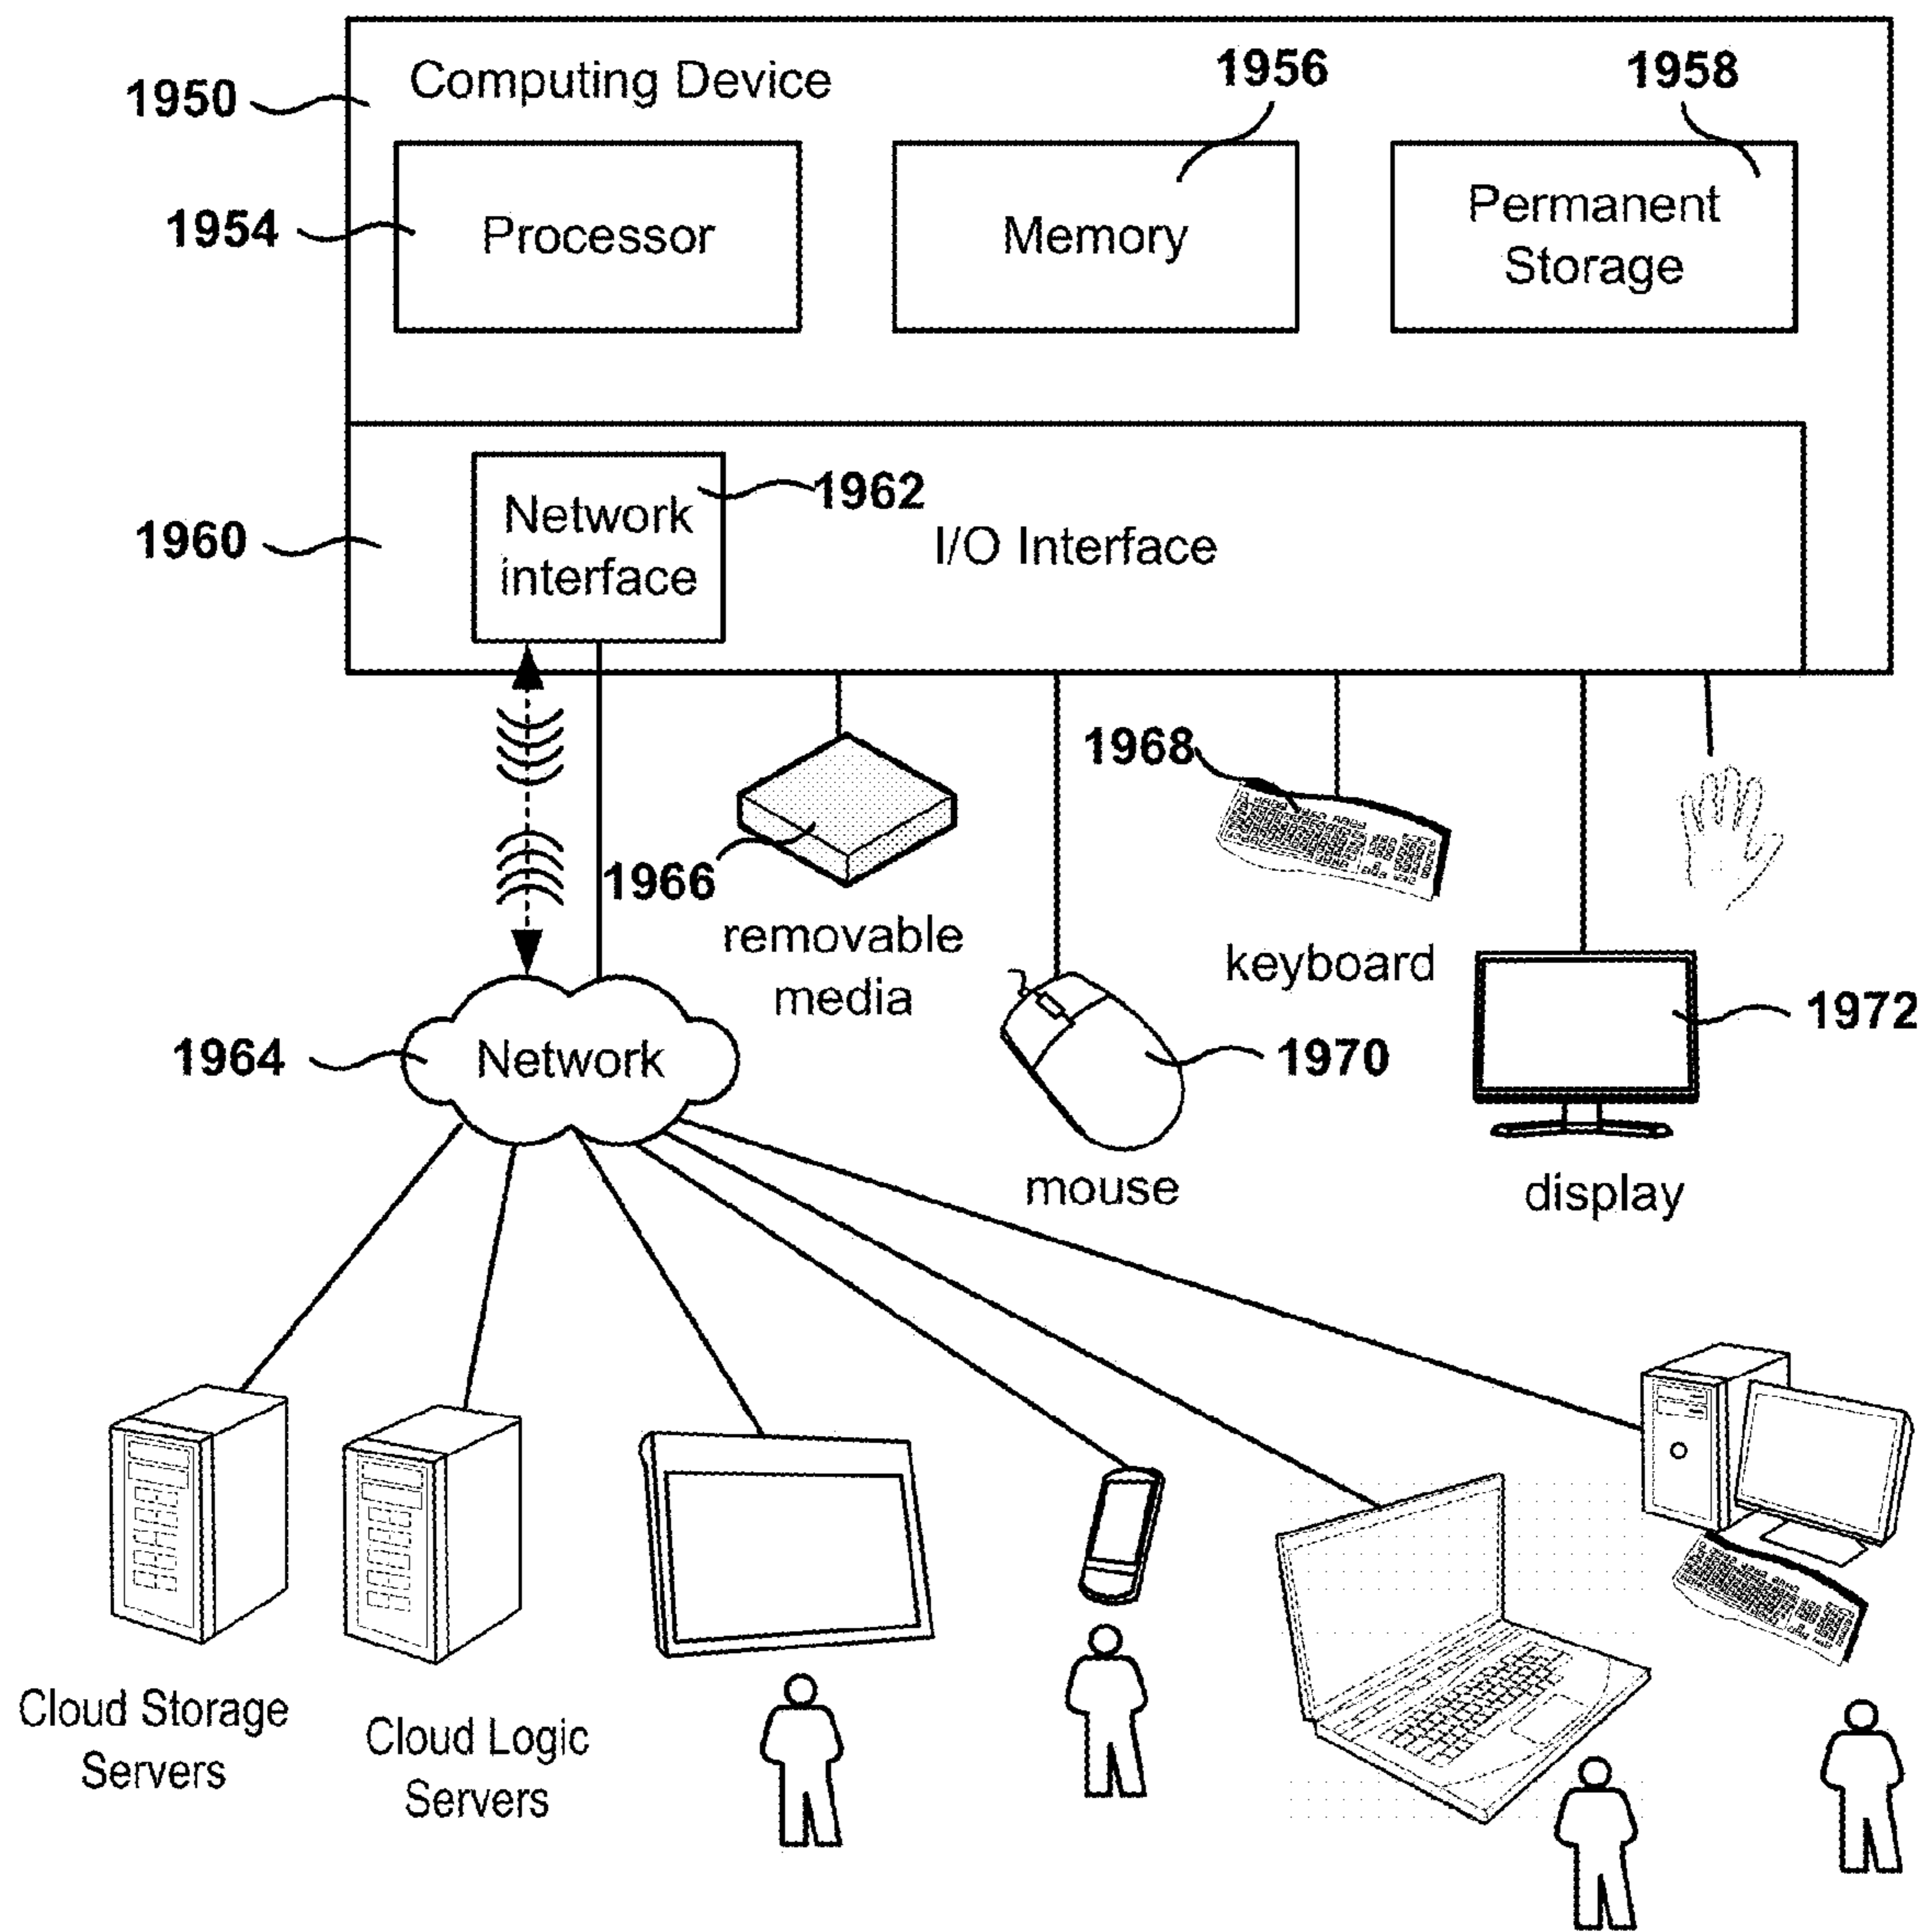 Computing Device
1956
1958
1950
1954
Processor
Memory
Permanent
Storage
1962
Network
interface
1960
I/O Interface
1968
1966
removable
media
keyboard
1972
1964
Network
1970
mouse
display
Cloud Storage
Servers
Cloud Logic
Servers